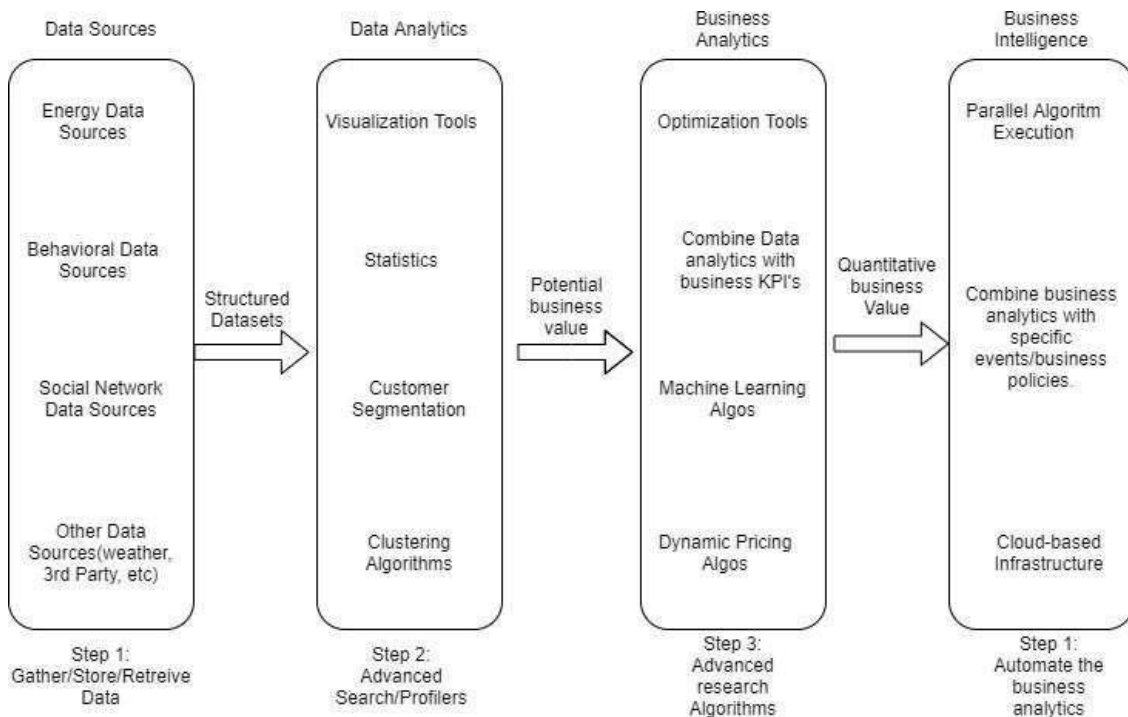 Data Sources
Energy Data
Sources
Behavioral Data
Sources
Social Network
Data Sources
Other Data
Sources(weather,
3rd Party, etc)
Step 1:
Gather/Store/Retreive
Data
Structured
Datasets
Data Analytics
Visualization Tools
Statistics
Customer
Segmentation
Clustering
Algorithms
Step 2:
Advanced
Search/Profilers
Potential
business
value
Business
Analytics
Optimization Tools
Combine Data
analytics with
business KPI's
Machine Learning
Algos
Dynamic Pricing
Algos
Step 3:
Advanced
research
Algorithms
Quantitative
business
Value
Business
Intelligence
Parallel Algoritm
Execution
Combine business
analytics with
specific
events/business
policies.
Cloud-based
Infrastructure
Step 1:
Automate the
business
analytics